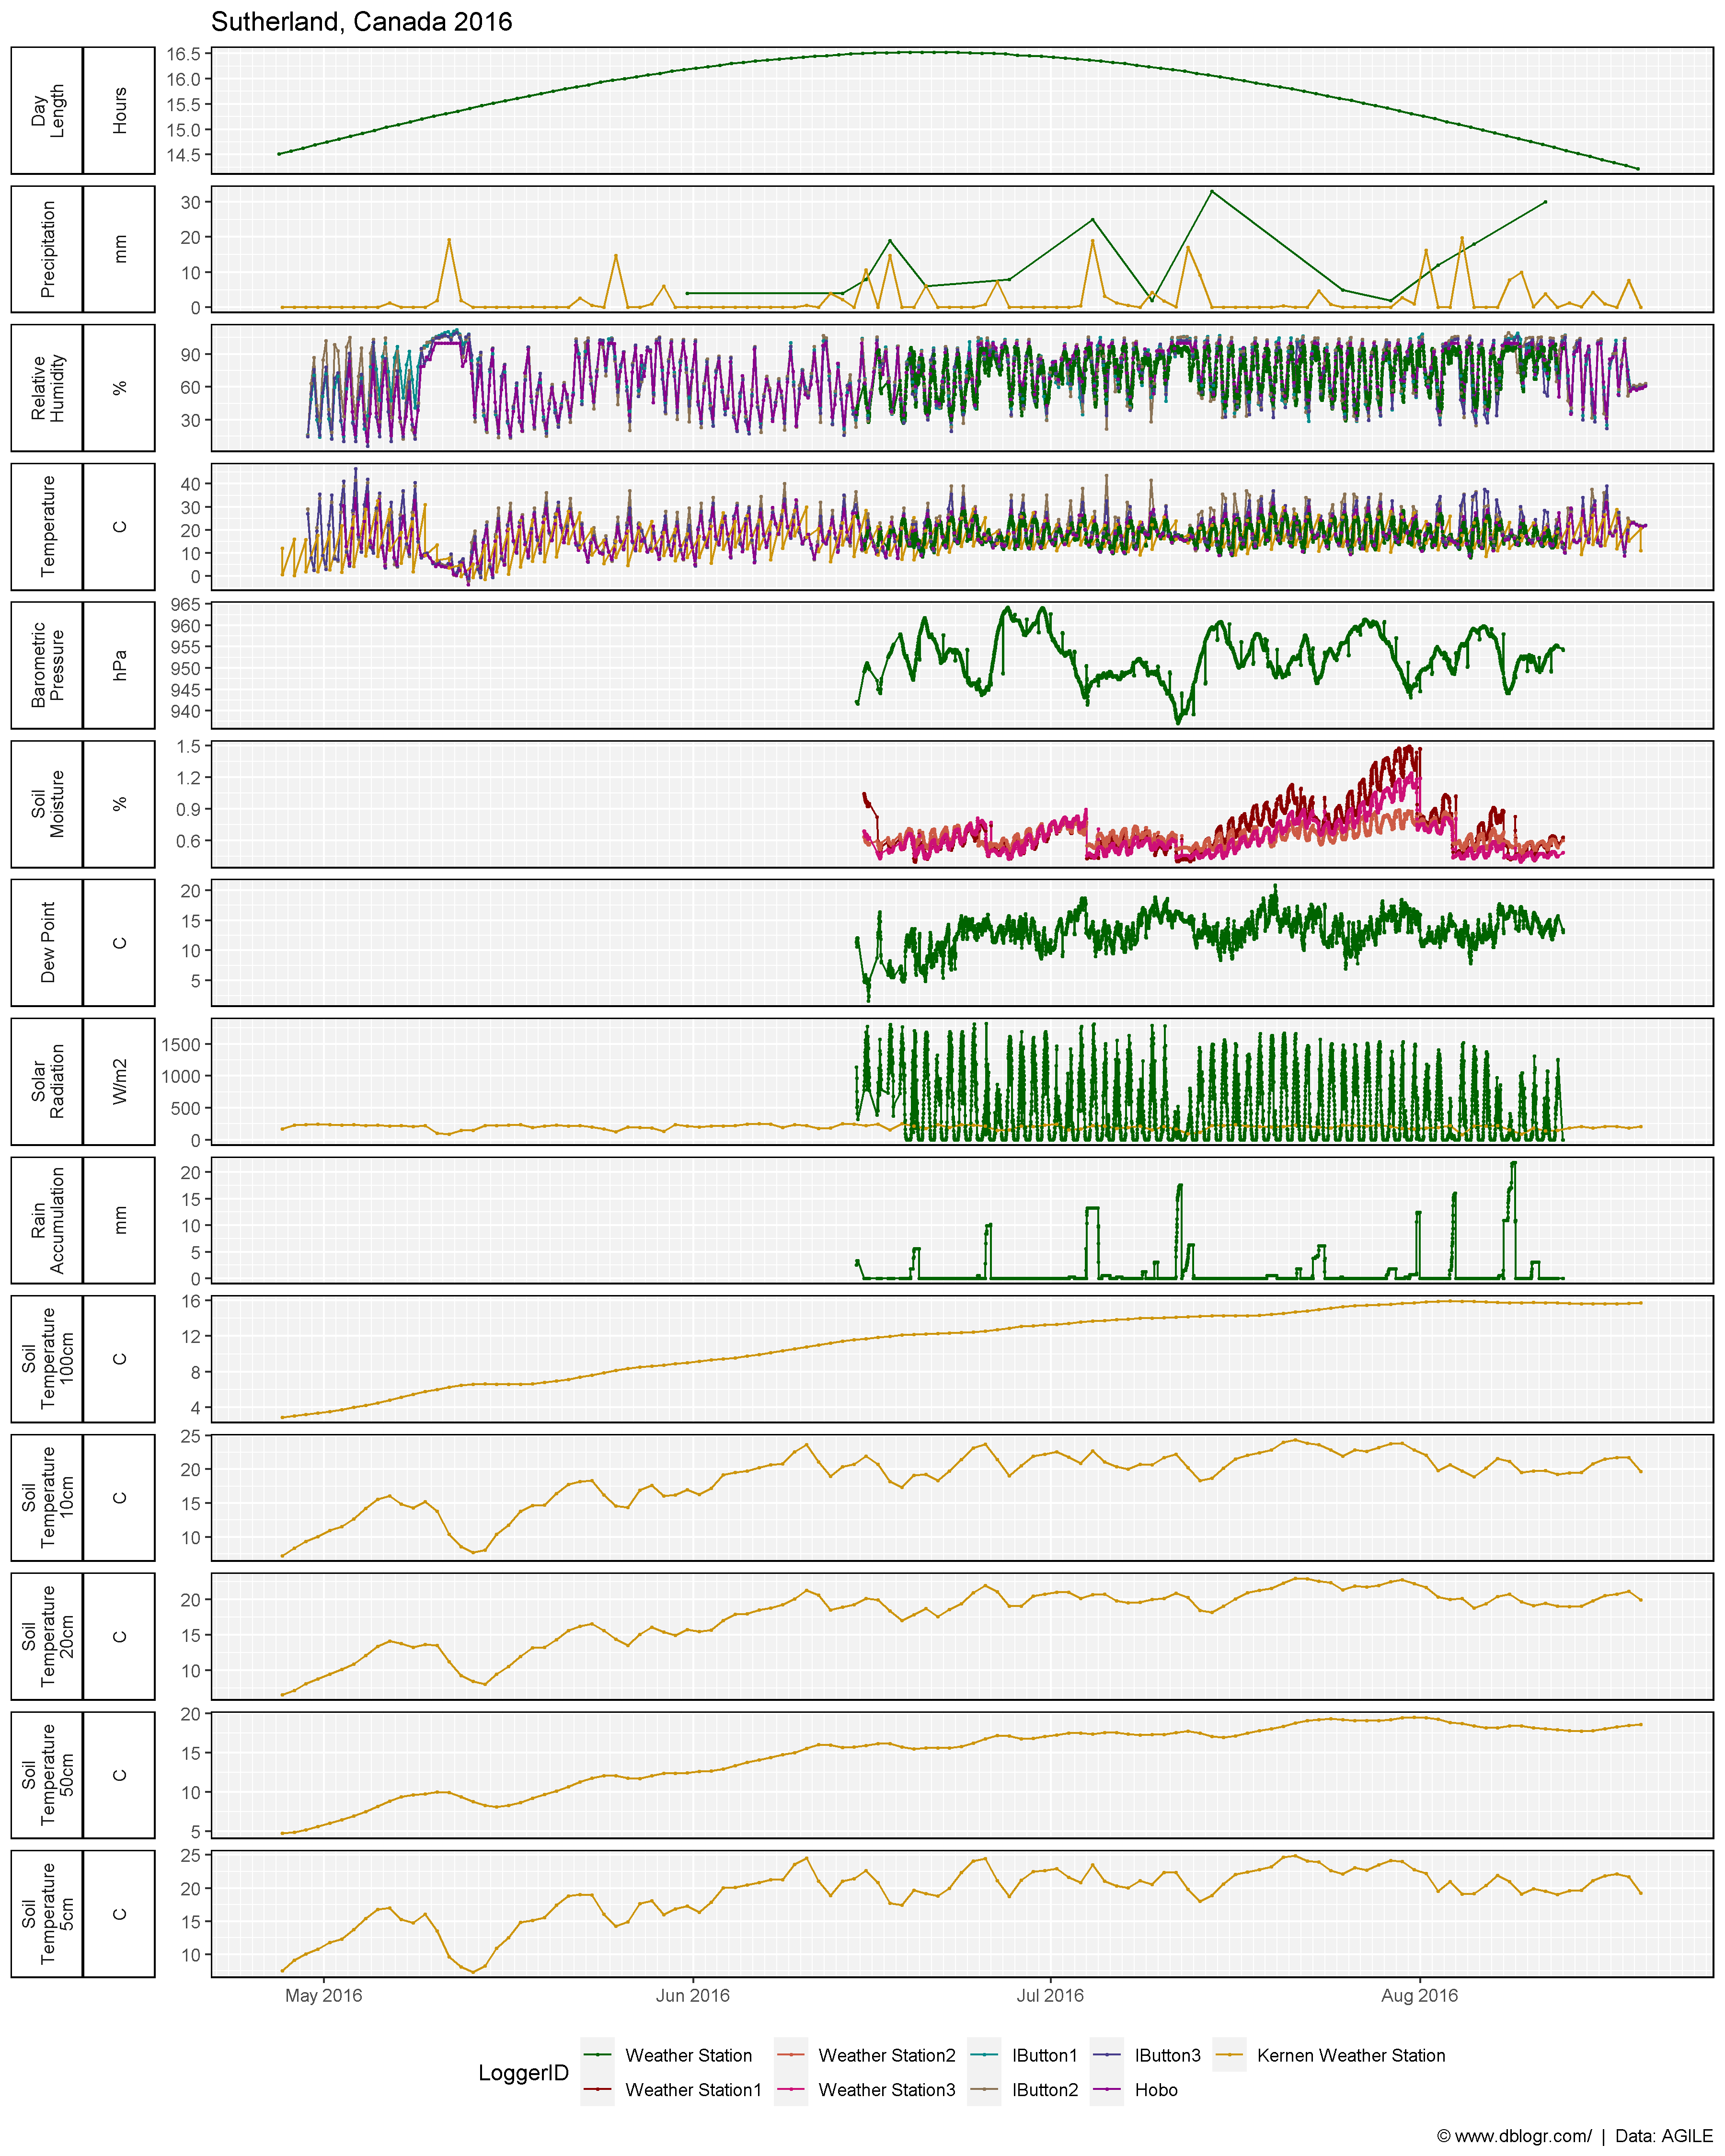 Sutherland, Canada 2016
Day
Length
Hours
16.5
16.0
15.5
15.0
14.5
Precipitation
mm
30
20
10
0
Relative
Humidity
%
90
60
30
Temperature
C
40
30
20
10
0
Barometric
Pressure
hPa
965
960
955
950
945
940
Soil
Moisture
%
1.5
1.2
0.9
0.6
Dew Point
C
20
15
10
5
Solar
Radiation
W/m2
1500
1000
500
0
Rain
Accumulation
mm
20
15
10
5
0
Soil
Temperature
100cm
C
16
12
8
4
Soil
Temperature
10cm
C
25
20
15
10
Soil
Temperature
20cm
C
20
15
10
Soil
Temperature
50cm
C
20
15
10
5
Soil
Temperature
5cm
C
25
20
15
10
May 2016 Jun 2016 Jul 2016 Aug 2016
LoggerID
Weather Station Weather Station2 IButton1 IButton3 Kernen Weather Station
Weather Station1 Weather Station3 IButton2 Hobo
© www.dblogr.com/ | Data: AGILE